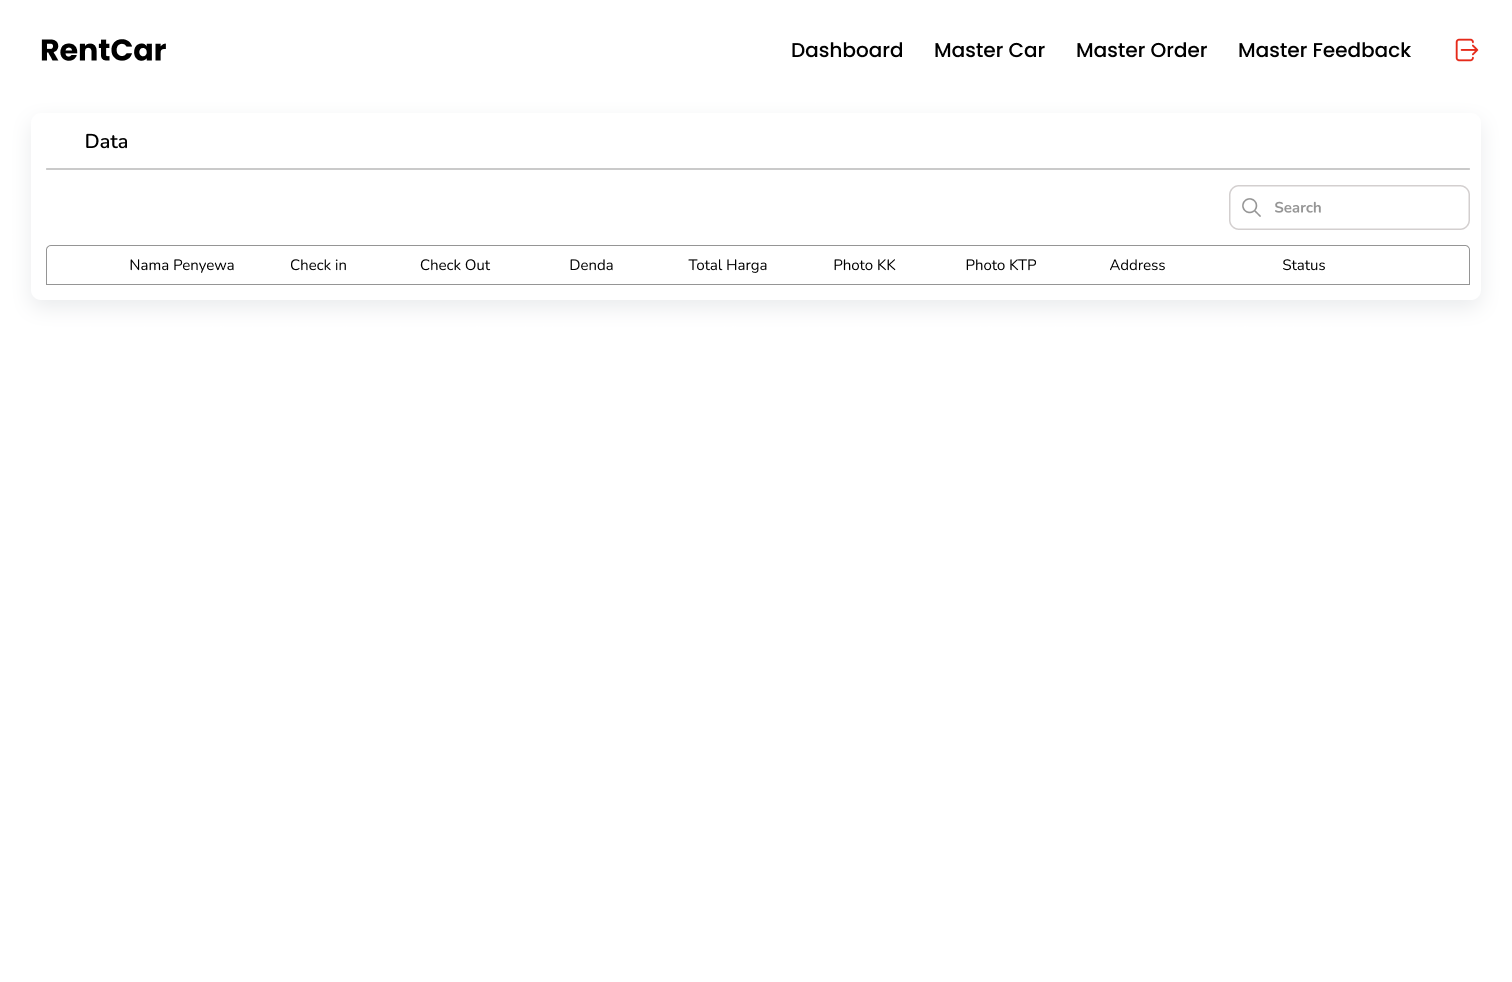 RentCar Dashboard Master Car Master Order Master Feedback
Data
Search
Nama Penyewa Check in Check Out Denda Total Harga Photo KK Photo KTP Address Status